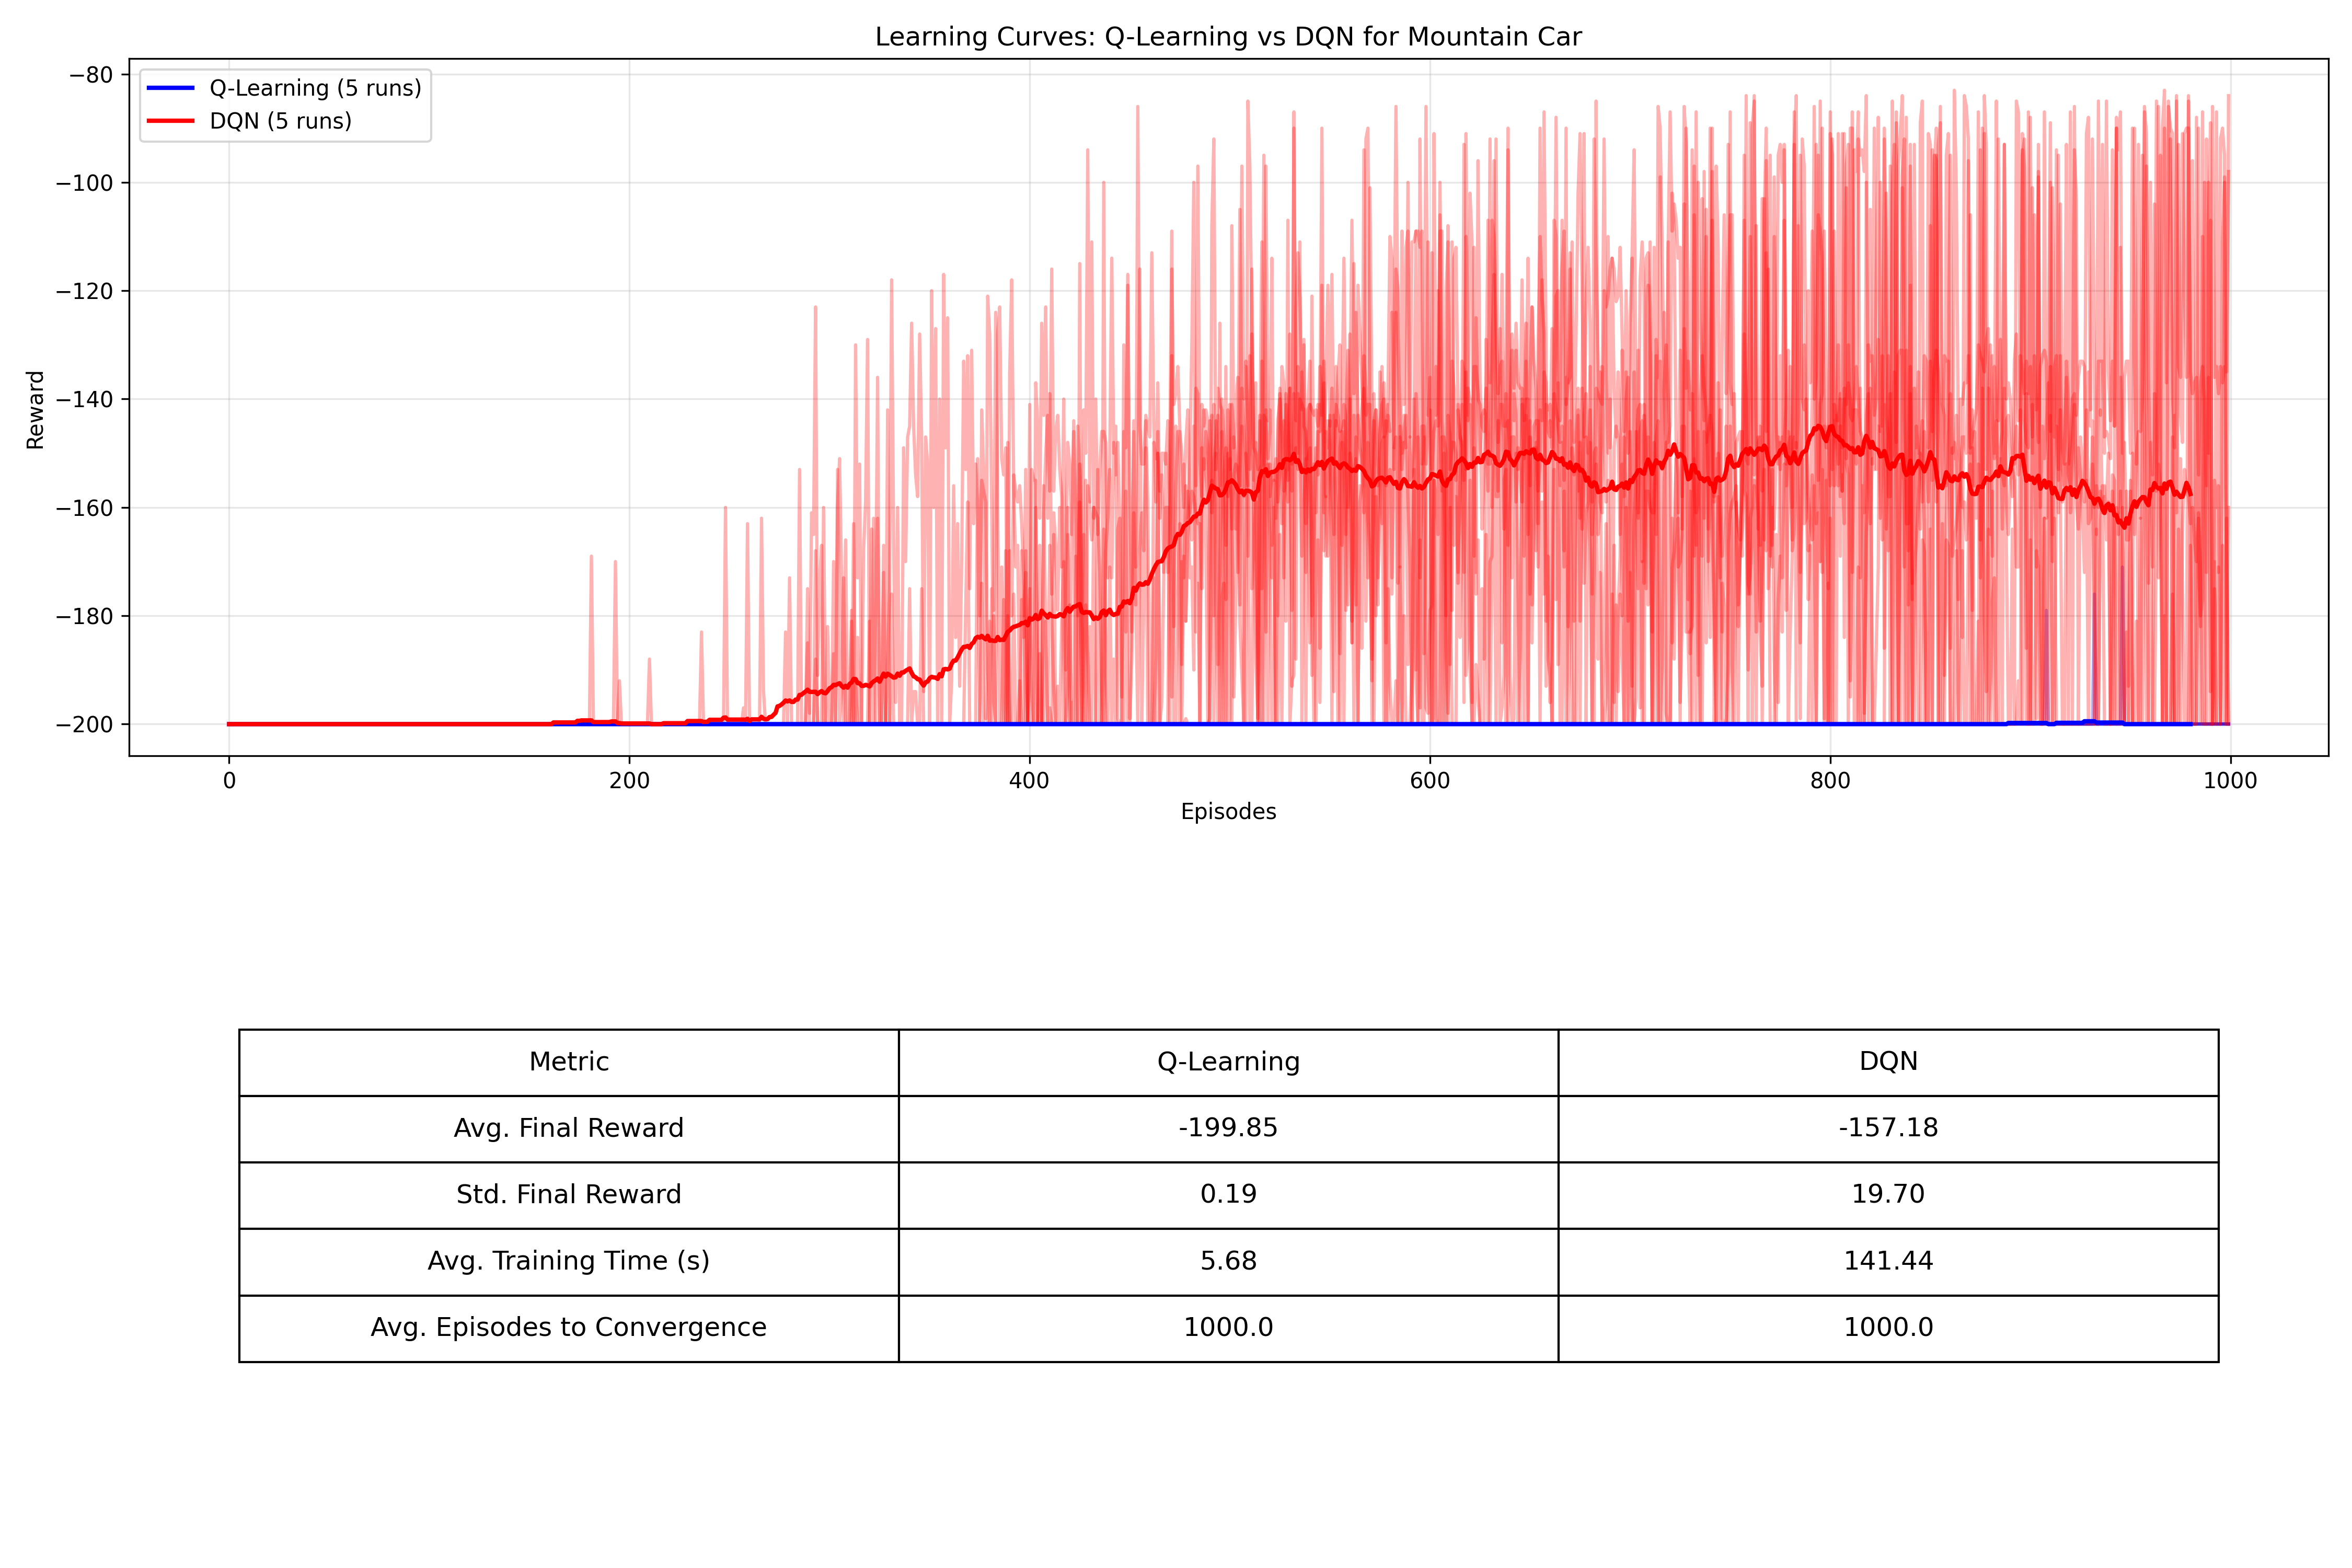 Learning Curves: Q-Learning vs DQN for Mountain Car
Q-Learning (5 runs)
DQN (5 runs)
Reward
−80
−100
−120
−140
−160
−180
−200
0 200 400 600 800 1000
Episodes
Metric Q-Learning DQN
Avg. Final Reward -199.85 -157.18
Std. Final Reward 0.19 19.70
Avg. Training Time (s) 5.68 141.44
Avg. Episodes to Convergence 1000.0 1000.0